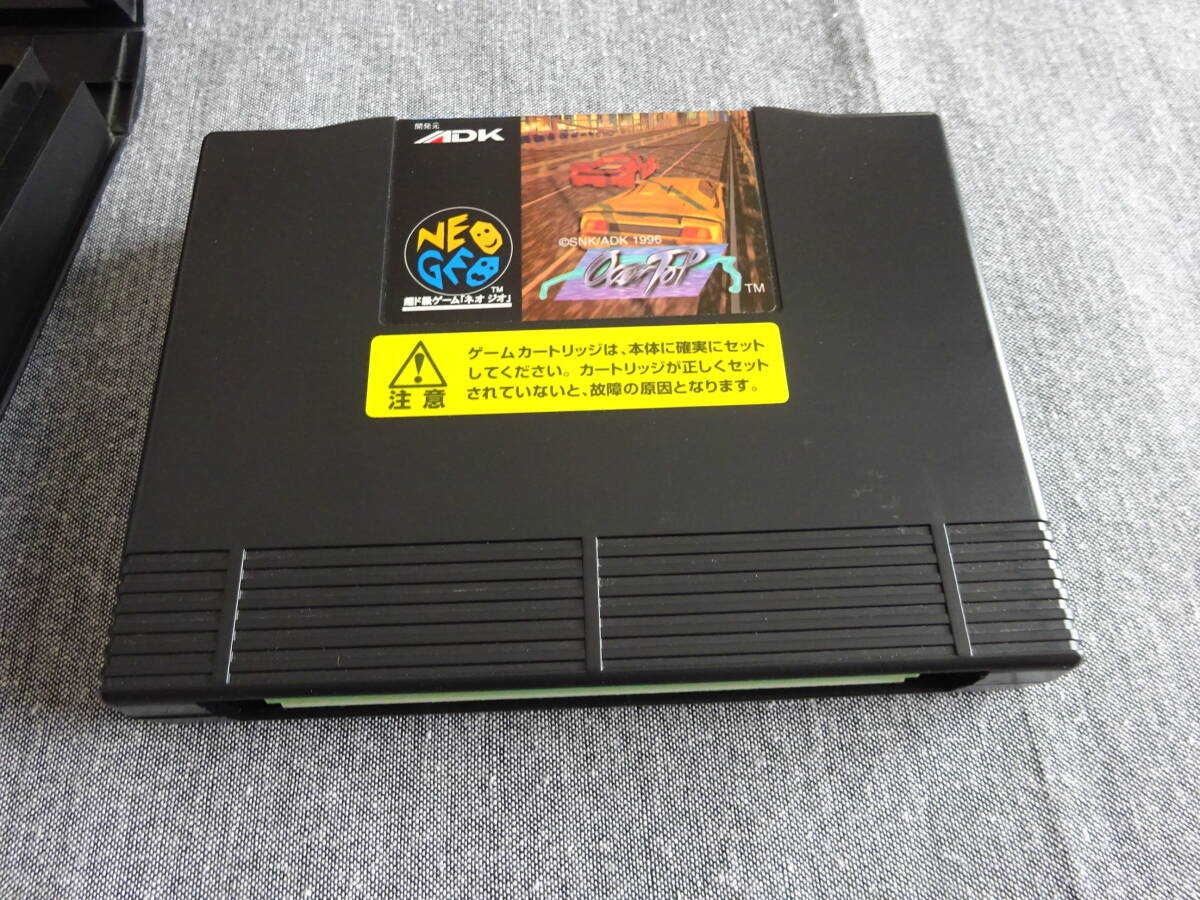 開発元
ADK
NEO
GEO
TM
超ド級ゲーム「ネオ ジオ」
©SNK/ADK 1996
OverTop
TM
ゲームカートリッジは、本体に確実にセット
してください。カートリッジが正しくセット
されていないと、故障の原因となります。
注意